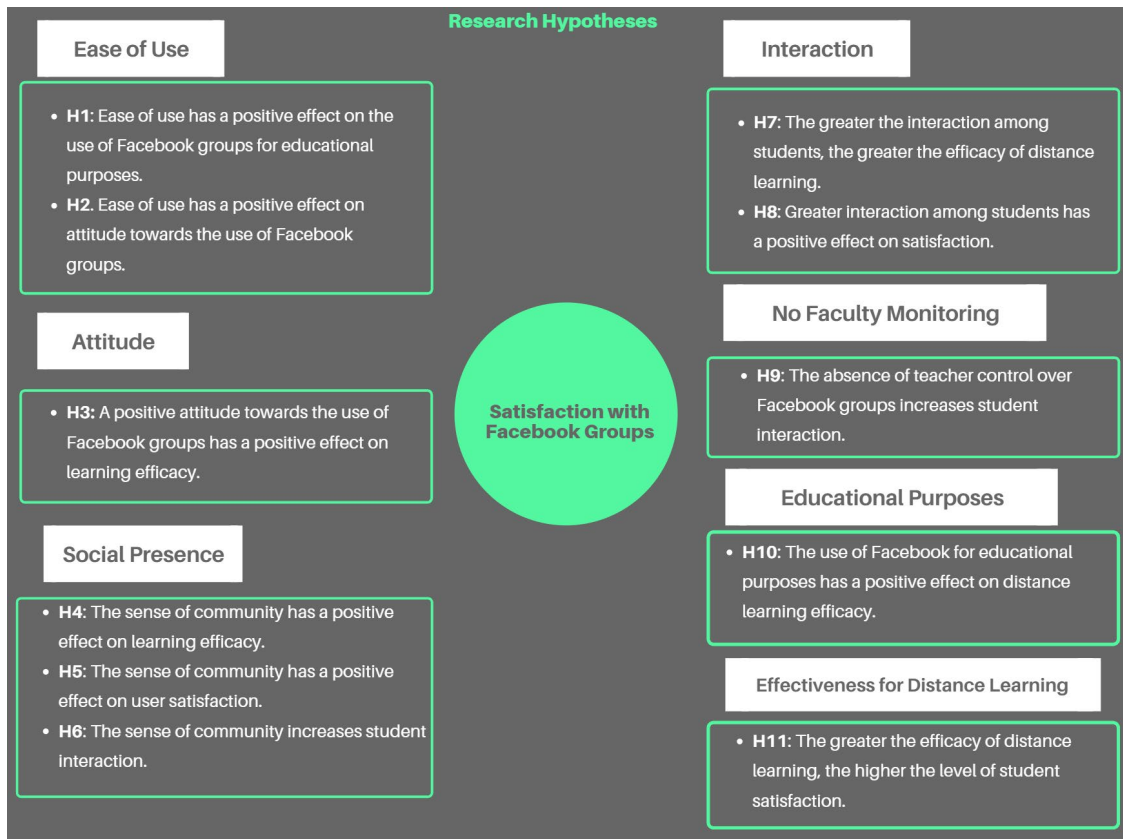 Research Hypotheses
Ease of Use
• H1: Ease of use has a positive effect on the
use of Facebook groups for educational
purposes.
• H2. Ease of use has a positive effect on
attitude towards the use of Facebook
groups.
Attitude
• H3: A positive attitude towards the use of
Facebook groups has a positive effect on
learning efficacy.
Social Presence
• H4: The sense of community has a positive
effect on learning efficacy.
• H5: The sense of community has a positive
effect on user satisfaction.
• H6: The sense of community increases student
interaction.
Satisfaction with
Facebook Groups
Interaction
• H7: The greater the interaction among
students, the greater the efficacy of distance
learning.
• H8: Greater interaction among students has
a positive effect on satisfaction.
No Faculty Monitoring
• H9: The absence of teacher control over
Facebook groups increases student
interaction.
Educational Purposes
• H10: The use of Facebook for educational
purposes has a positive effect on distance
learning efficacy.
Effectiveness for Distance Learning
• H11: The greater the efficacy of distance
learning, the higher the level of student
satisfaction.